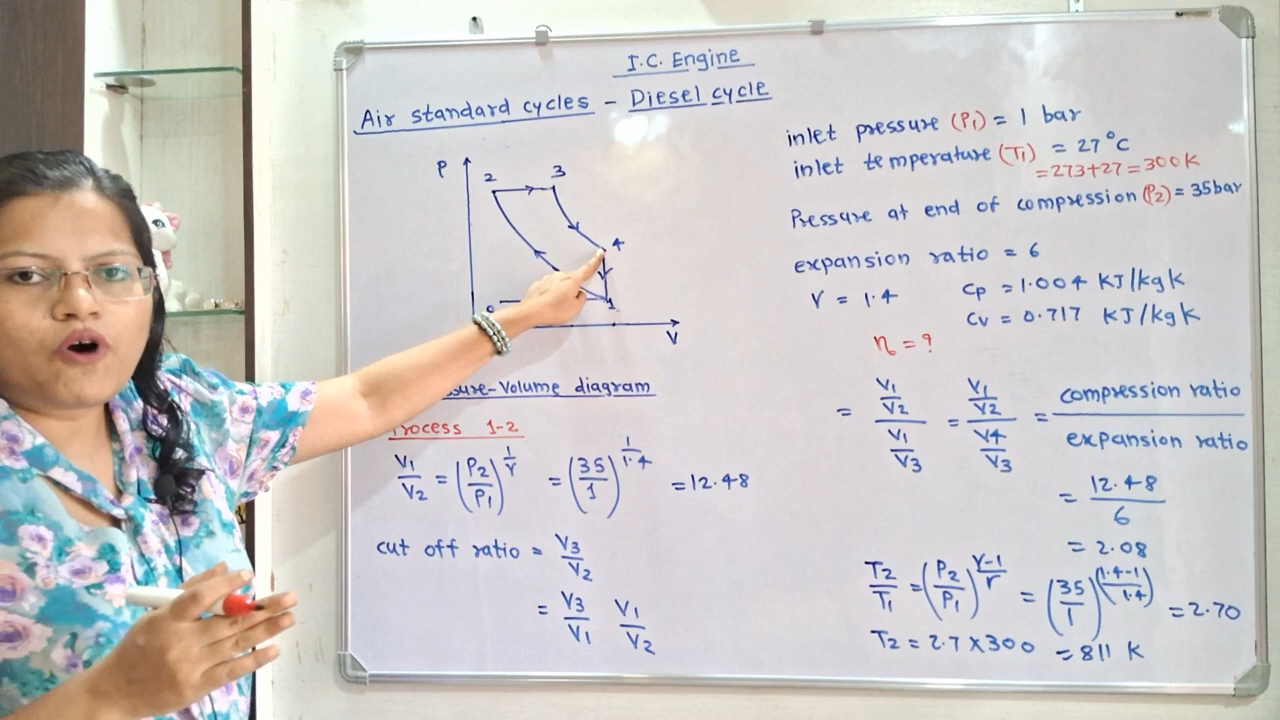 I.C. Engine
Air standard cycles - Diesel cycle
P
2
3
4
0
1
V
-Volume diagram
Process 1-2
V1/V2 = (P2/P1)^(1/γ) = (35/1)^(1/1.4) = 12.48
cut off ratio = V3/V2
= V3/V1 V1/V2
inlet pressure (P1) = 1 bar
inlet temperature (T1) = 27°C
= 273+27 = 300K
Pressure at end of compression (P2) = 35bar
expansion ratio = 6
γ = 1.4 Cp = 1.004 KJ/kgK
Cv = 0.717 KJ/kgK
η = ?
= (V1/V2)/(V1/V3) = (V1/V2)/(V4/V3) = compression ratio/expansion ratio
= 12.48/6
= 2.08
T2/T1 = (P2/P1)^((γ-1)/γ) = (35/1)^((1.4-1)/1.4) = 2.70
T2 = 2.7 × 300 = 811 K